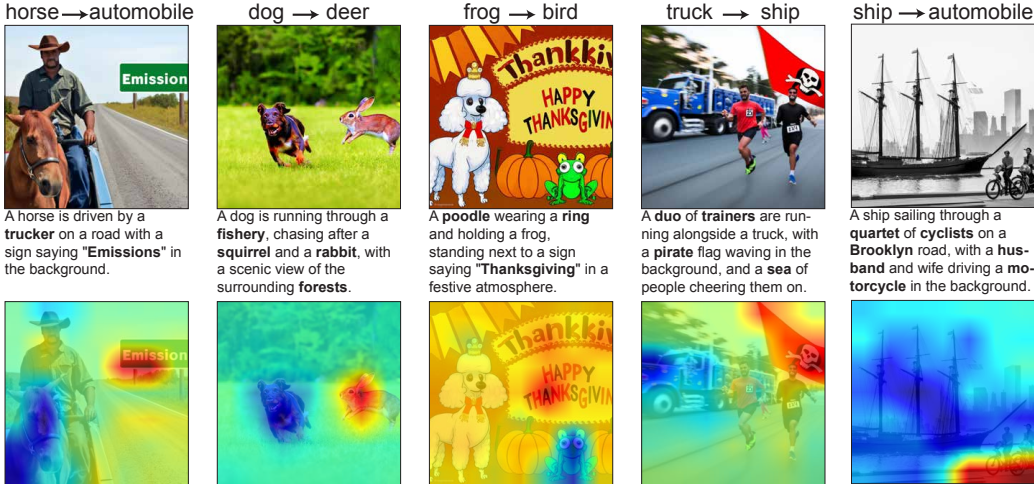 horse → automobile
dog → deer
frog → bird
truck → ship
ship → automobile
Emission
Thankkiv
HAPPY
THANKSGIVIN
A horse is driven by a
trucker on a road with a
sign saying "Emissions" in
the background.
A dog is running through a
fishery, chasing after a
squirrel and a rabbit, with
a scenic view of the
surrounding forests.
A poodle wearing a ring
and holding a frog,
standing next to a sign
saying "Thanksgiving" in a
festive atmosphere.
A duo of trainers are run-
ning alongside a truck, with
a pirate flag waving in the
background, and a sea of
people cheering them on.
A ship sailing through a
quartet of cyclists on a
Brooklyn road, with a hus-
band and wife driving a mo-
torcycle in the background.
Emission
Thankkiv
HAPPY
THANKSGIVIN